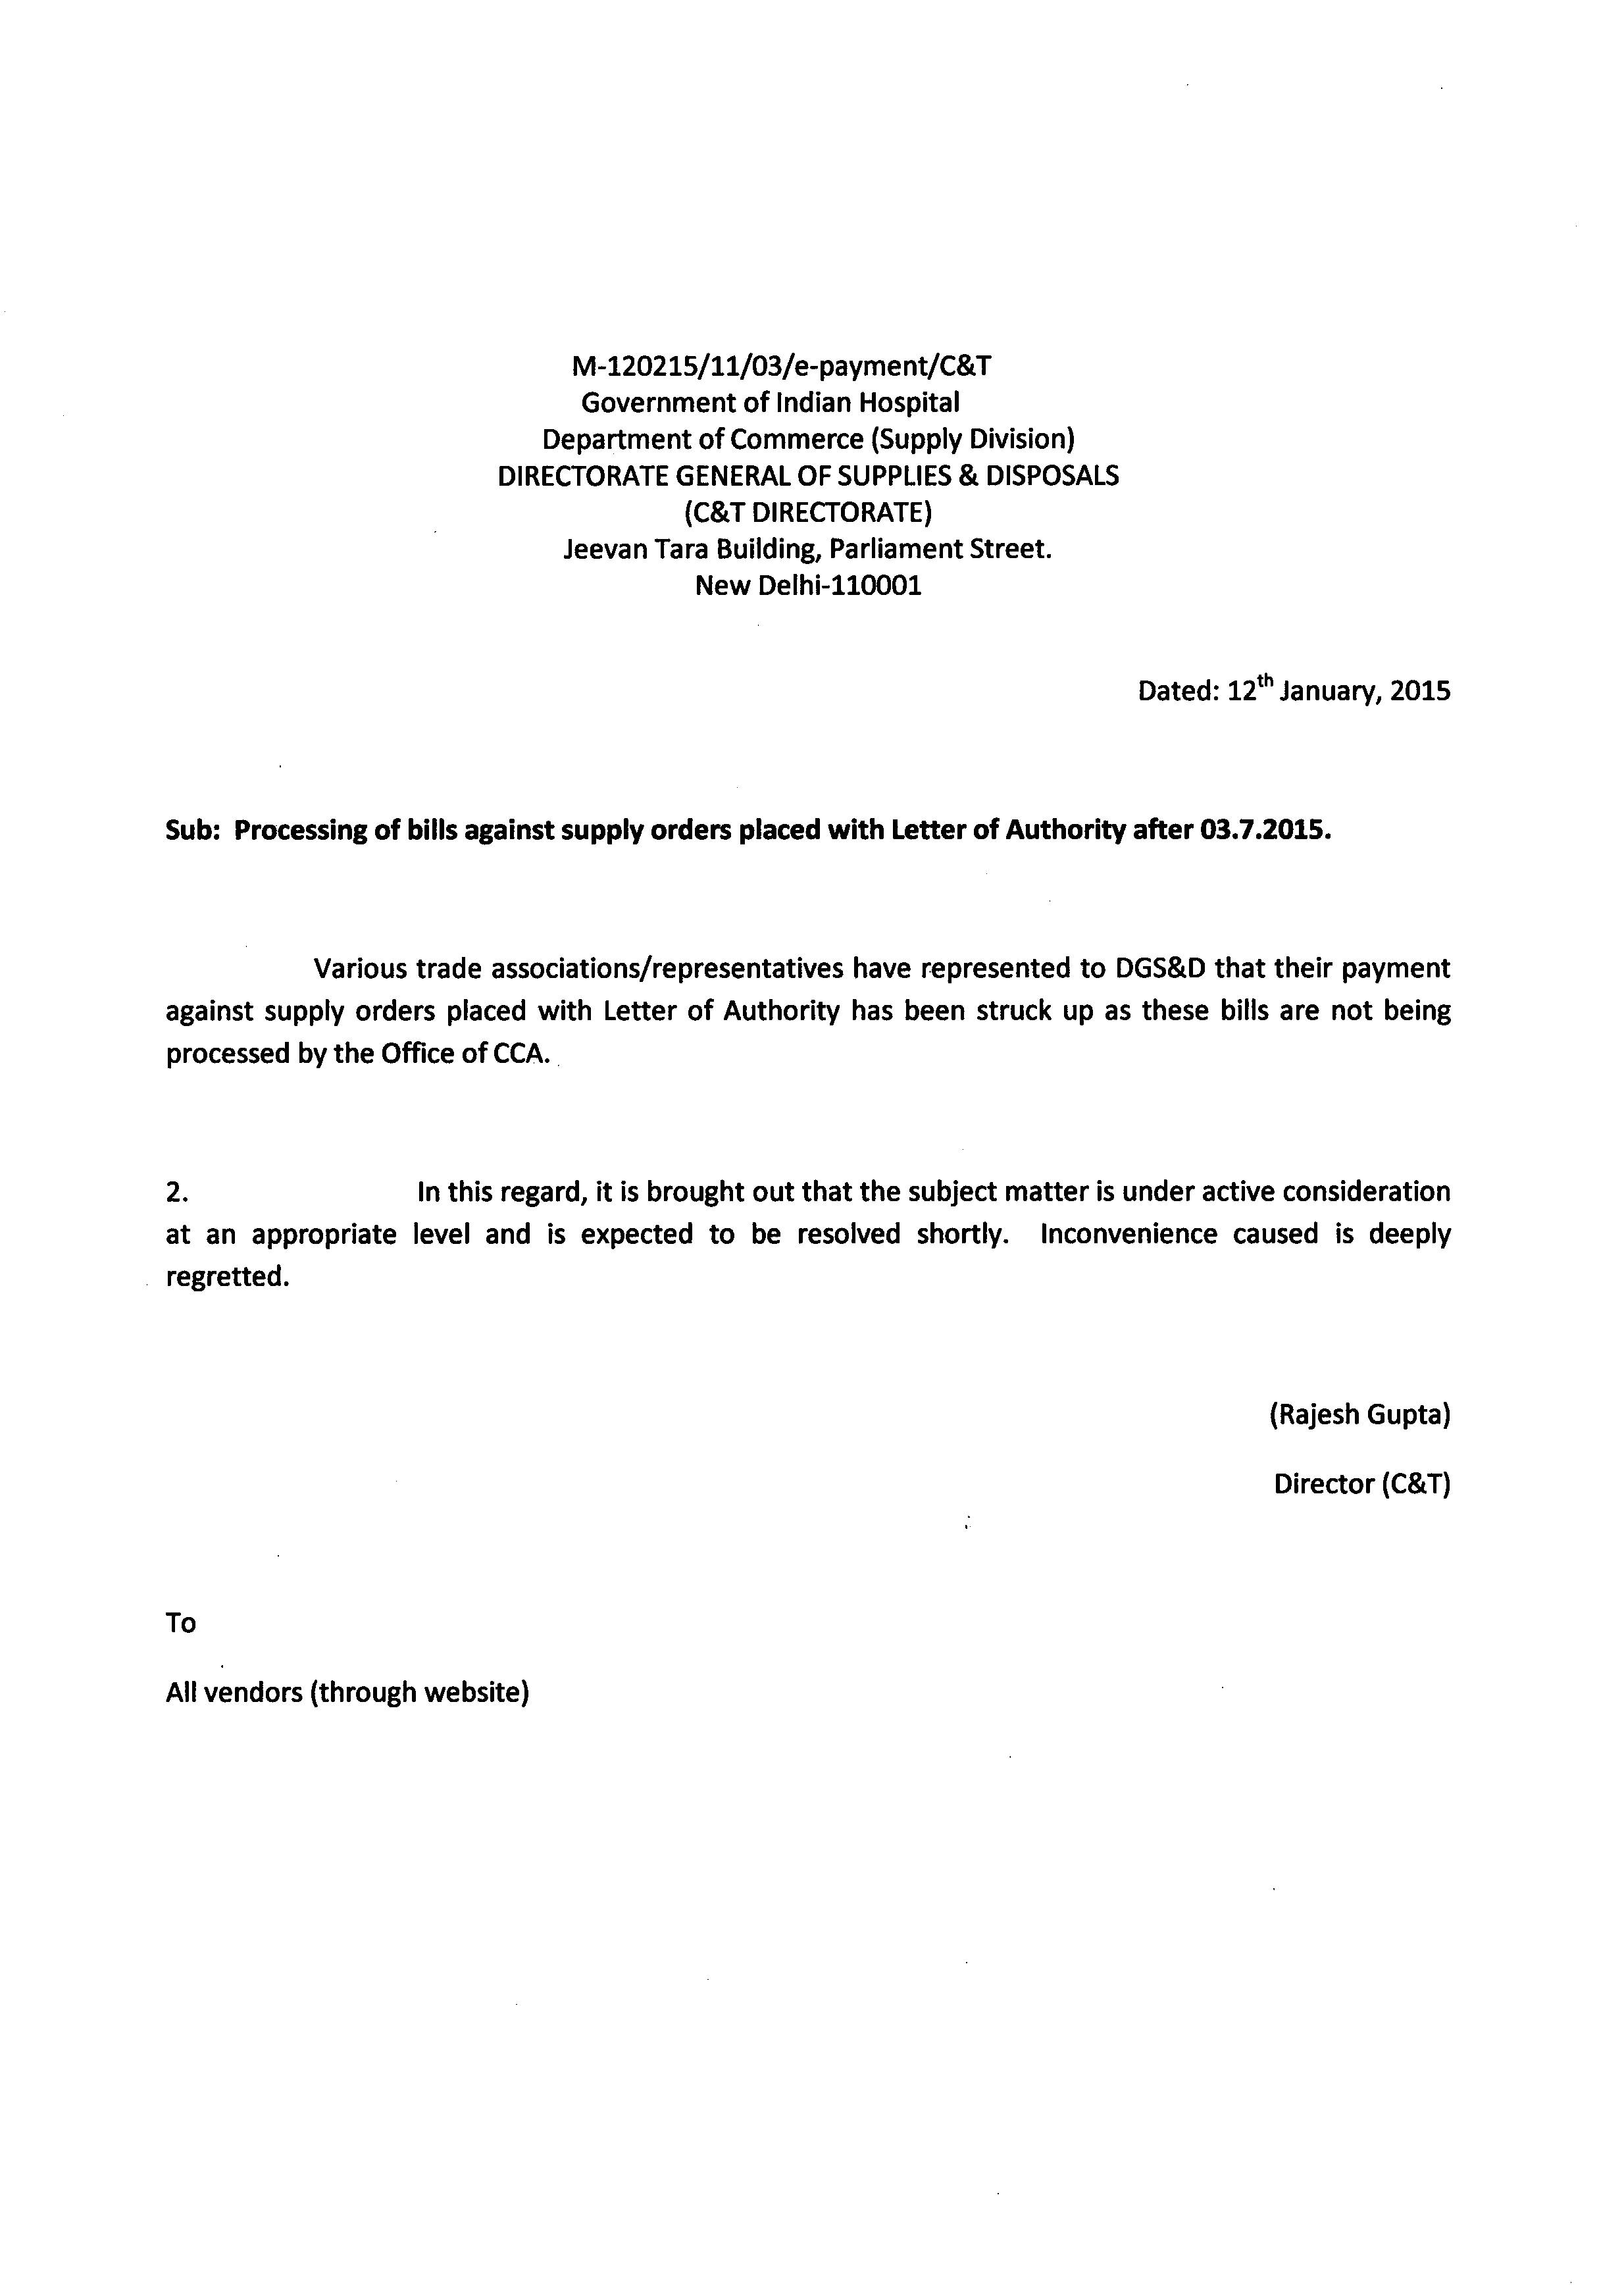 M-120215/11/03/e-payment/C&T
Government of Indian Hospital
Department of Commerce (Supply Division)
DIRECTORATE GENERAL OF SUPPLIES & DISPOSALS
(C&T DIRECTORATE)
Jeevan Tara Building, Parliament Street.
New Delhi-110001
Dated: 12th January, 2015
Sub: Processing of bills against supply orders placed with Letter of Authority after 03.7.2015.
Various trade associations/representatives have represented to DGS&D that their payment
against supply orders placed with Letter of Authority has been struck up as these bills are not being
processed by the Office of CCA.
2. In this regard, it is brought out that the subject matter is under active consideration
at an appropriate level and is expected to be resolved shortly. Inconvenience caused is deeply
regretted.
(Rajesh Gupta)
Director (C&T)
To
All vendors (through website)